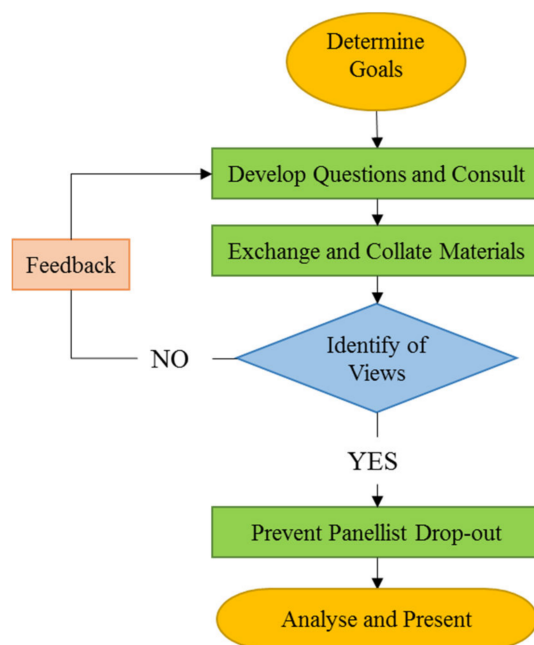 Determine
Goals
Develop Questions and Consult
Exchange and Collate Materials
Feedback
Identify of
Views
NO
YES
Prevent Panellist Drop-out
Analyse and Present